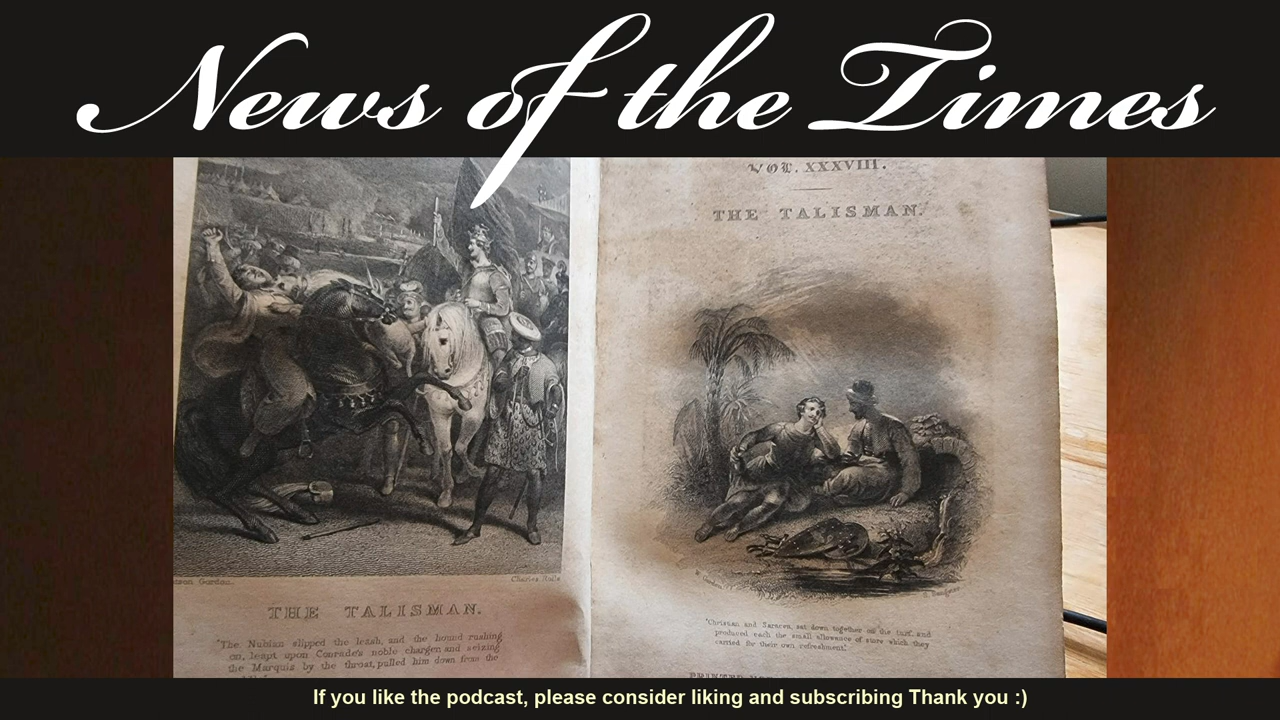 News of the Times
VOL. XXXVIII.
THE TALISMAN.
Gordon.
Charles Rolls
THE TALISMAN.
"The Nubian slipped the leash, and the hound rushing
on, leapt upon Conrade's noble charger, and seizing
the Marquis by the throat, pulled him down from the
"Christian and Saracen, sat down together on the turf, and
produced each the small allowance of store which they
carried for their own refreshment."
If you like the podcast, please consider liking and subscribing Thank you :)